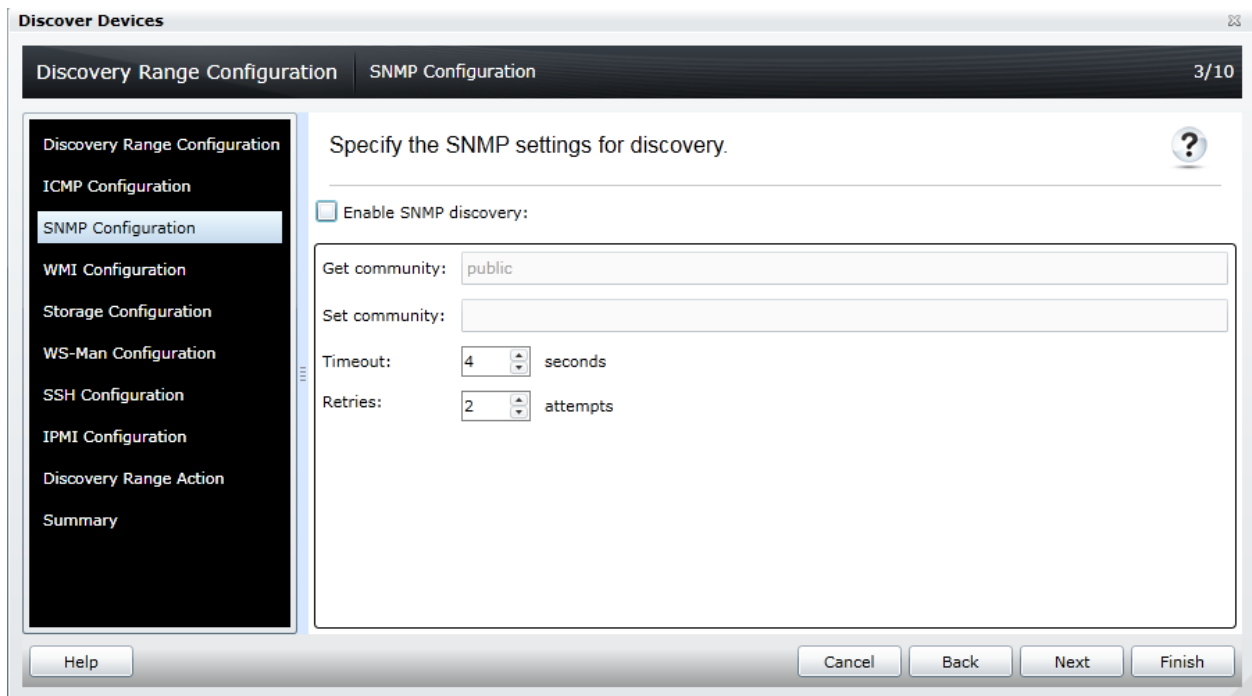 Discover Devices
Discovery Range Configuration SNMP Configuration 3/10
Discovery Range Configuration
ICMP Configuration
SNMP Configuration
WMI Configuration
Storage Configuration
WS-Man Configuration
SSH Configuration
IPMI Configuration
Discovery Range Action
Summary
Specify the SNMP settings for discovery. ?
Enable SNMP discovery:
Get community: public
Set community:
Timeout: 4 seconds
Retries: 2 attempts
Help Cancel Back Next Finish